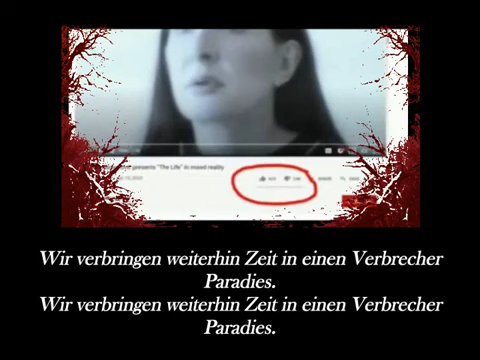 presents "The Life" in mixed reality
Wir verbringen weiterhin Zeit in einen Verbrecher
Paradies.
Wir verbringen weiterhin Zeit in einen Verbrecher
Paradies.